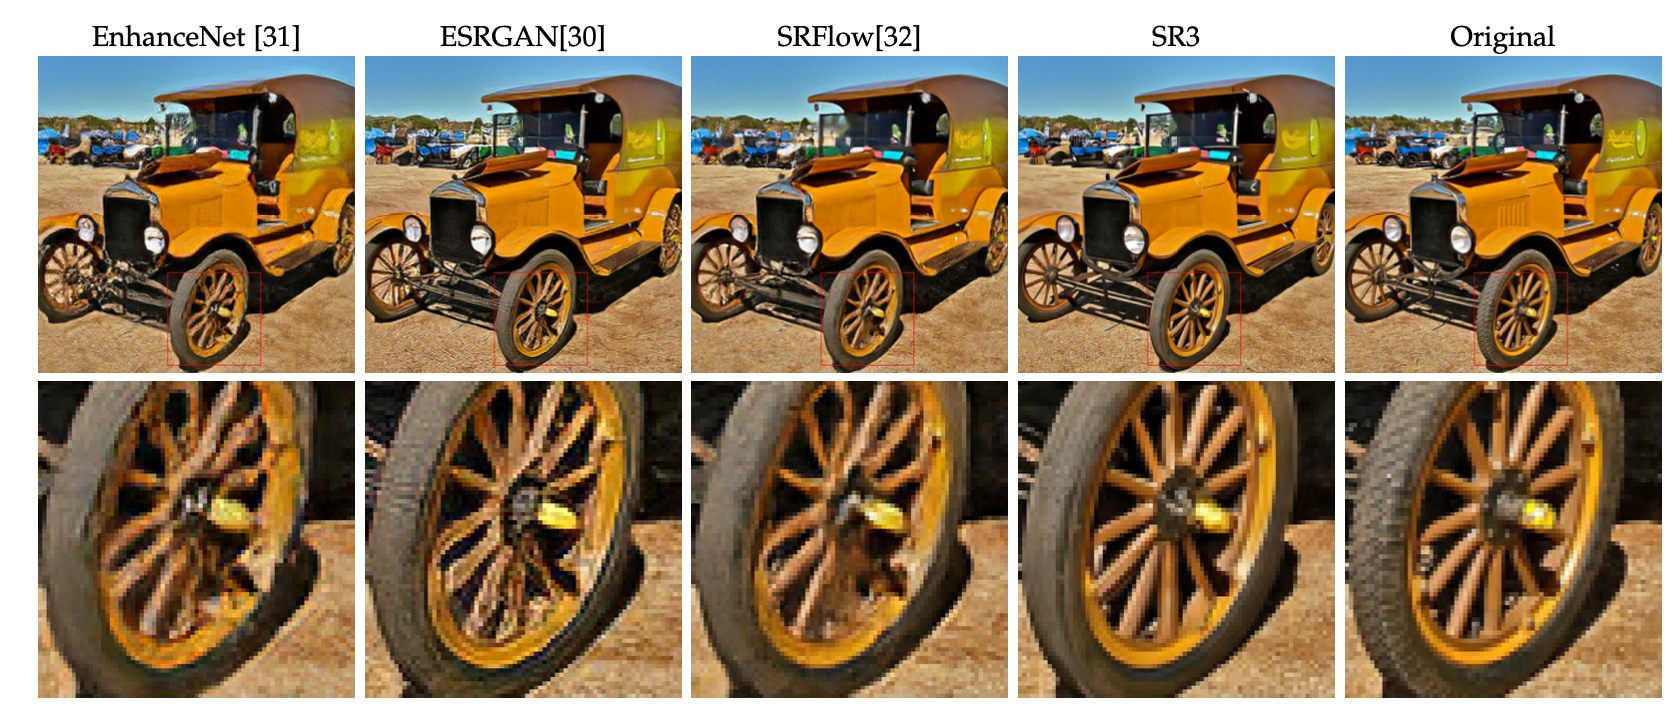 EnhanceNet [31]
ESRGAN[30]
SRFlow[32]
SR3
Original